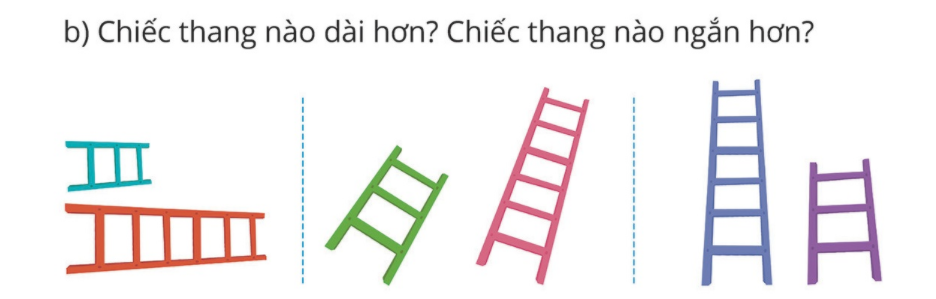 b) Chiếc thang nào dài hơn? Chiếc thang nào ngắn hơn?